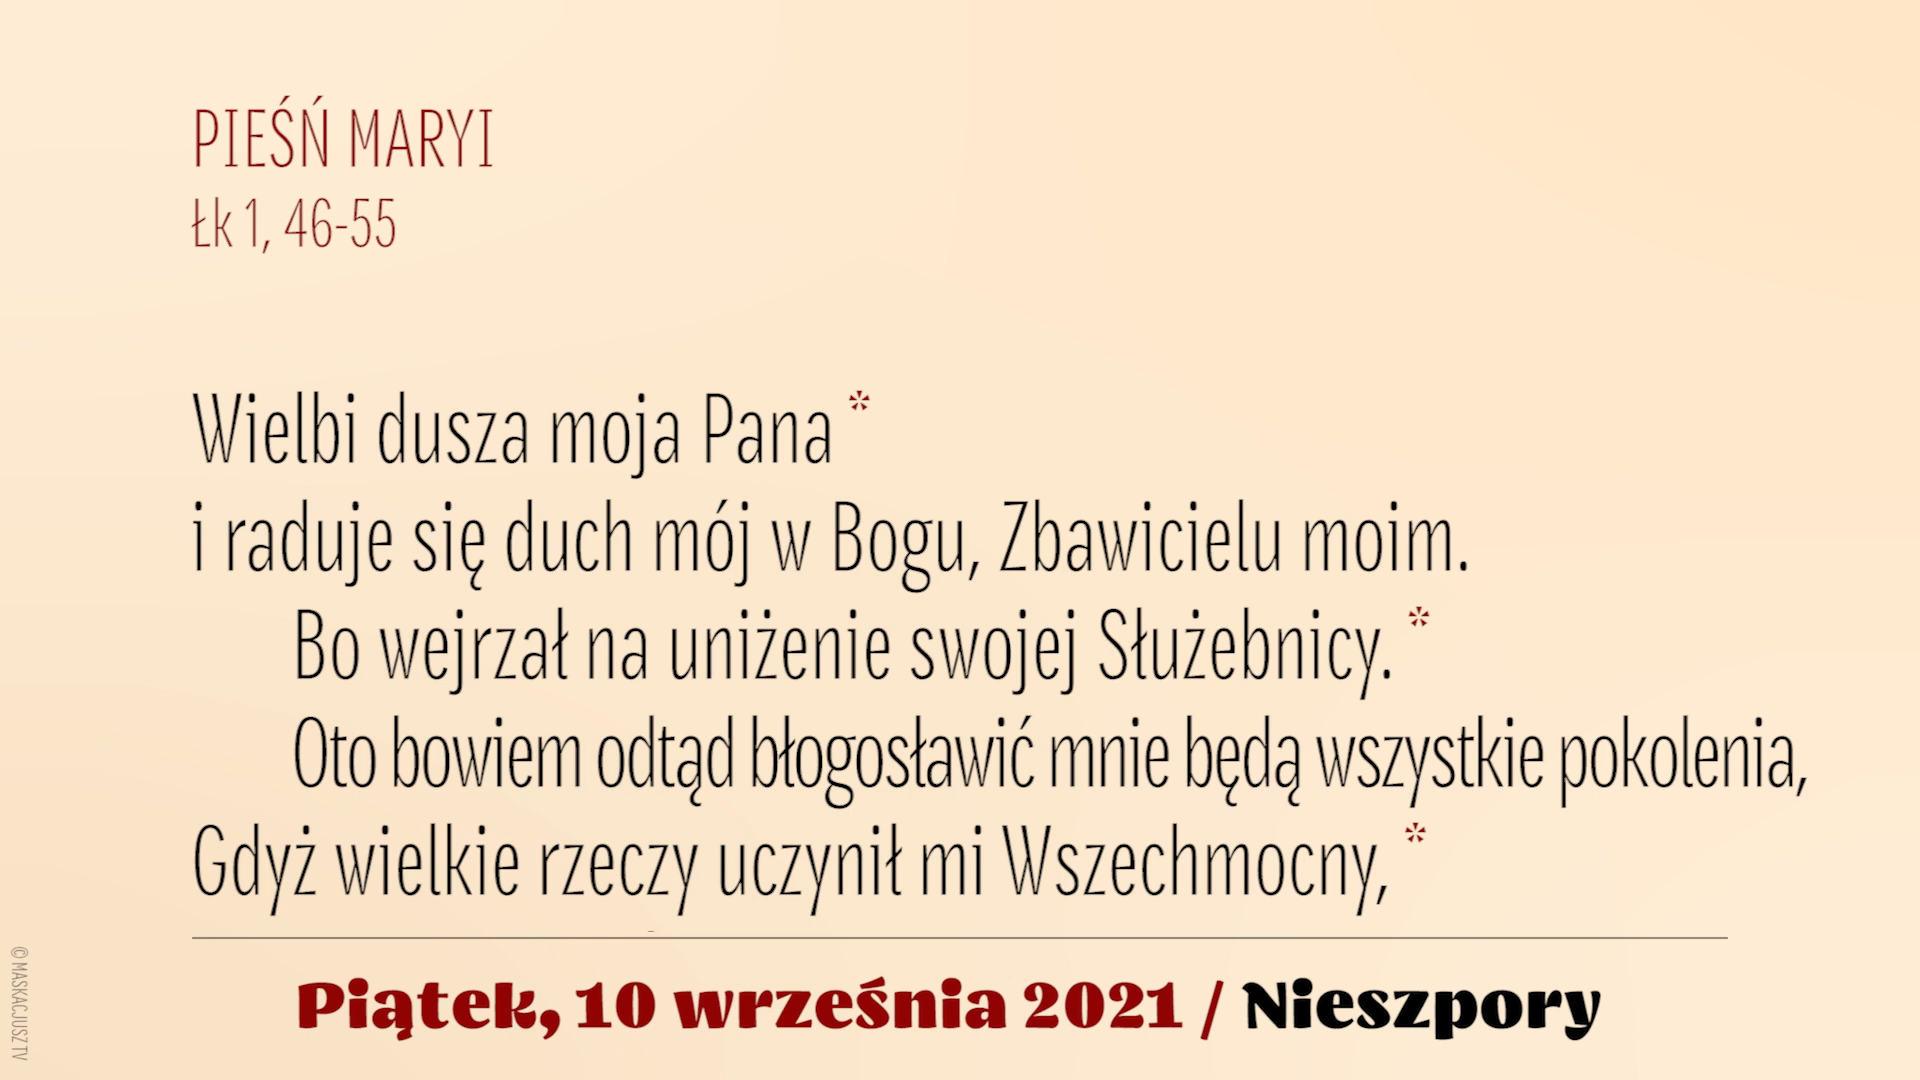 PIEŚŃ MARYI
Łk 1, 46-55
Wielbi dusza moja Pana *
i raduje się duch mój w Bogu, Zbawicielu moim.
Bo wejrzał na uniżenie swojej Służebnicy. *
Oto bowiem odtąd błogosławić mnie będą wszystkie pokolenia,
Gdyż wielkie rzeczy uczynił mi Wszechmocny, *
Piątek, 10 września 2021 / Nieszpory
© MASKACJUSZ TV